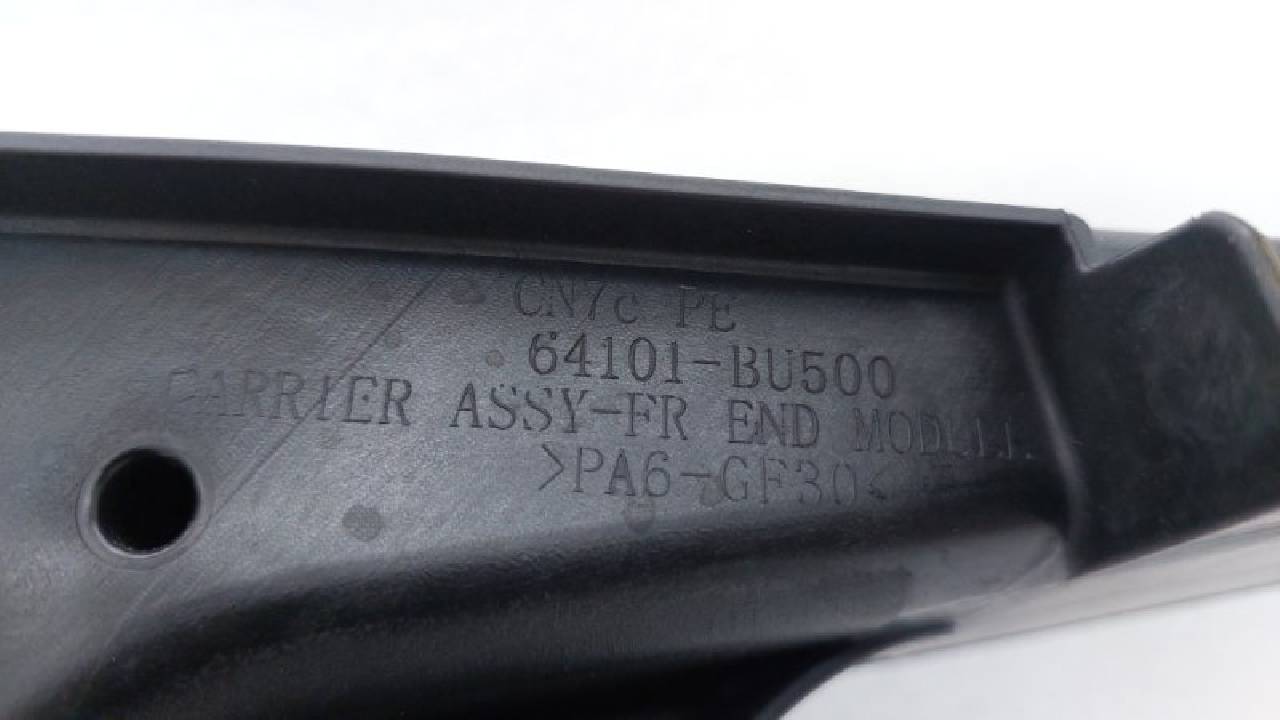 CN7c PE
64101-BU500
CARRIER ASSY-FR END MODULE
>PA6-GF30<